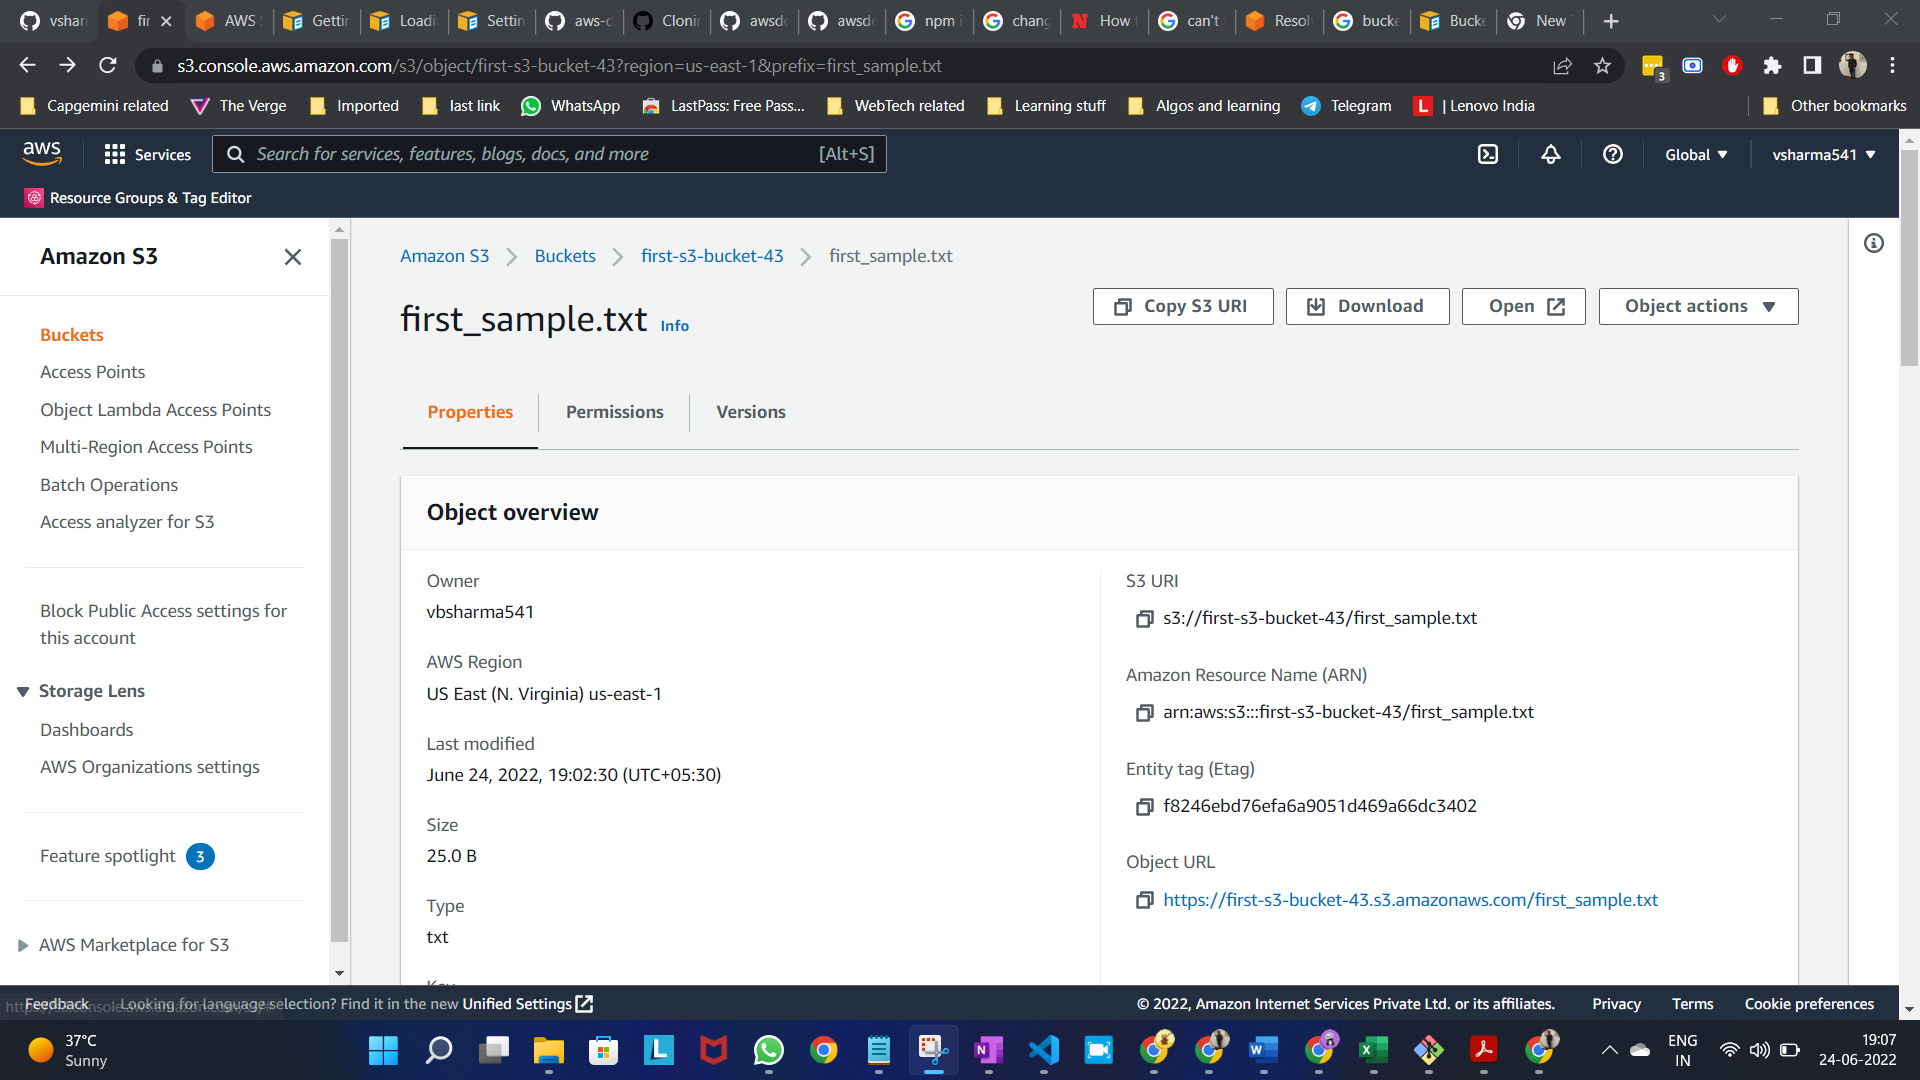 vshar
fir
AWS
Gettir
Loadi
Settin
aws-d
Clonir
awsdo
awsdo
npm i
chang
How t
can't
Resol
bucke
Bucke
New T
s3.console.aws.amazon.com/s3/object/first-s3-bucket-43?region=us-east-1&prefix=first_sample.txt
3
Capgemini related
The Verge
Imported
last link
WhatsApp
LastPass: Free Pass...
WebTech related
Learning stuff
Algos and learning
Telegram
L | Lenovo India
Other bookmarks
aws
Services
Search for services, features, blogs, docs, and more
[Alt+S]
Global
vsharma541
Resource Groups & Tag Editor
Amazon S3
Buckets
Access Points
Object Lambda Access Points
Multi-Region Access Points
Batch Operations
Access analyzer for S3
Block Public Access settings for
this account
Storage Lens
Dashboards
AWS Organizations settings
Feature spotlight 3
AWS Marketplace for S3
Amazon S3
Buckets
first-s3-bucket-43
first_sample.txt
first_sample.txt Info
Copy S3 URI
Download
Open
Object actions
Properties
Permissions
Versions
Object overview
Owner
vbsharma541
AWS Region
US East (N. Virginia) us-east-1
Last modified
June 24, 2022, 19:02:30 (UTC+05:30)
Size
25.0 B
Type
txt
Key
S3 URI
s3://first-s3-bucket-43/first_sample.txt
Amazon Resource Name (ARN)
arn:aws:s3:::first-s3-bucket-43/first_sample.txt
Entity tag (Etag)
f8246ebd76efa6a9051d469a66dc3402
Object URL
https://first-s3-bucket-43.s3.amazonaws.com/first_sample.txt
Feedback
Looking for language selection? Find it in the new Unified Settings
© 2022, Amazon Internet Services Private Ltd. or its affiliates.
Privacy
Terms
Cookie preferences
37°C
Sunny
ENG
IN
19:07
24-06-2022